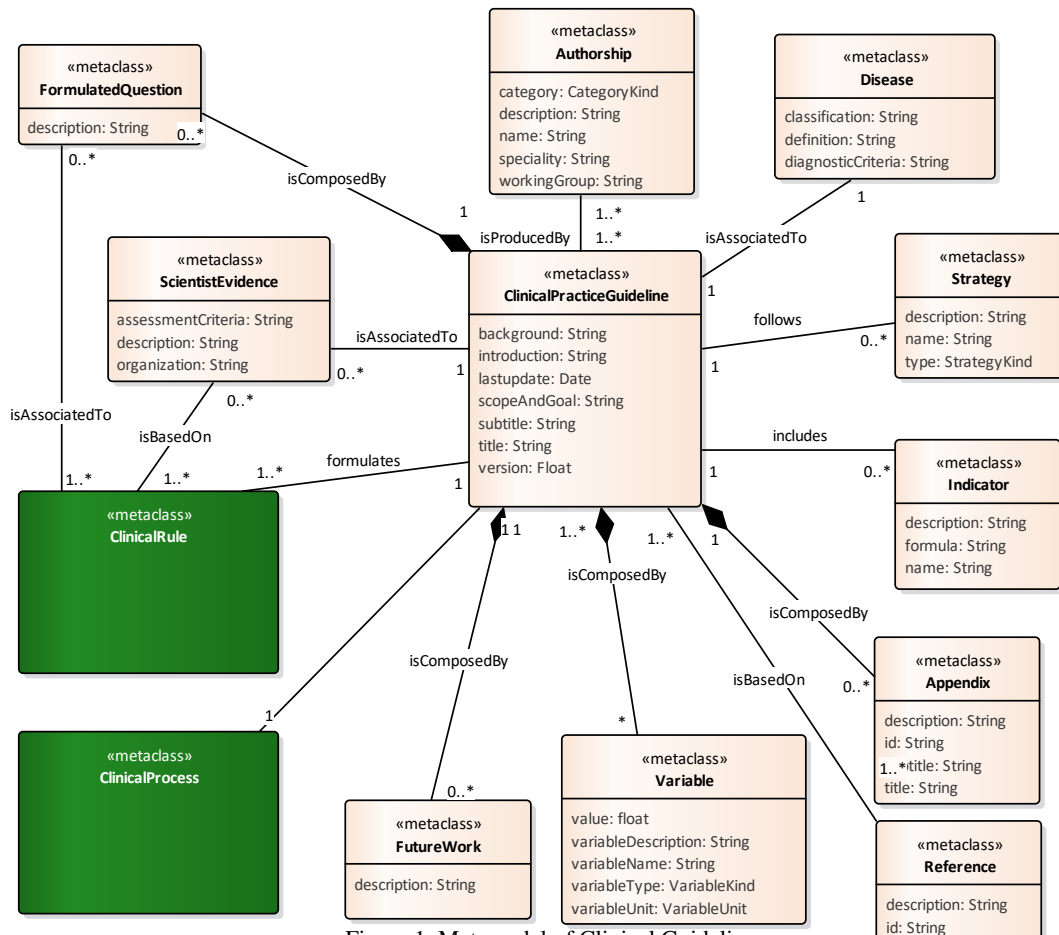 «metaclass»
FormulatedQuestion
description: String
0..*
0..*
«metaclass»
Authorship
category: CategoryKind
description: String
name: String
speciality: String
workingGroup: String
«metaclass»
Disease
classification: String
definition: String
diagnosticCriteria: String
isComposedBy
1
1..*
isProducedBy
1..*
1
isAssociatedTo
1
«metaclass»
ScientistEvidence
assessmentCriteria: String
description: String
organization: String
isAssociatedTo
0..*
1
«metaclass»
ClinicalPracticeGuideline
background: String
introduction: String
lastupdate: Date
scopeAndGoal: String
subtitle: String
title: String
version: Float
«metaclass»
Strategy
description: String
name: String
type: StrategyKind
follows
0..*
1
isAssociatedTo
0..*
isBasedOn
1..*
1..*
1..*
formulates
1
includes
1
0..*
«metaclass»
Indicator
description: String
formula: String
name: String
«metaclass»
ClinicalRule
1 1
1..*
1..*
1
isComposedBy
isComposedBy
isComposedBy
isBasedOn
0..*
«metaclass»
Appendix
description: String
id: String
1..*
title: String
title: String
1
«metaclass»
ClinicalProcess
*
«metaclass»
Variable
value: float
variableDescription: String
variableName: String
variableType: VariableKind
variableUnit: VariableUnit
0..*
«metaclass»
FutureWork
description: String
«metaclass»
Reference
description: String
id: String